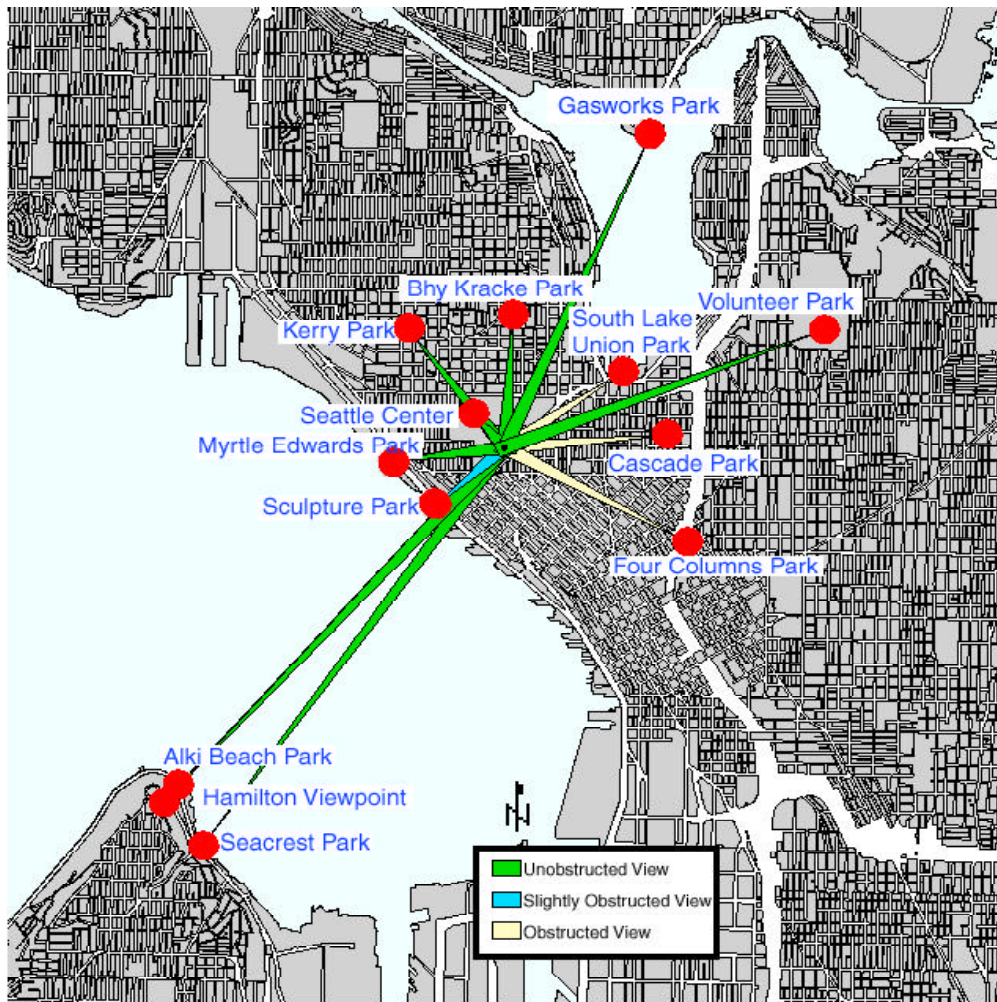 Gasworks Park
Bhy Kracke Park
Volunteer Park
Kerry Park
South Lake
Union Park
Seattle Center
Myrtle Edwards Park
Cascade Park
Sculpture Park
Four Columns Park
Alki Beach Park
Hamilton Viewpoint
Seacrest Park
N
Unobstructed View
Slightly Obstructed View
Obstructed View